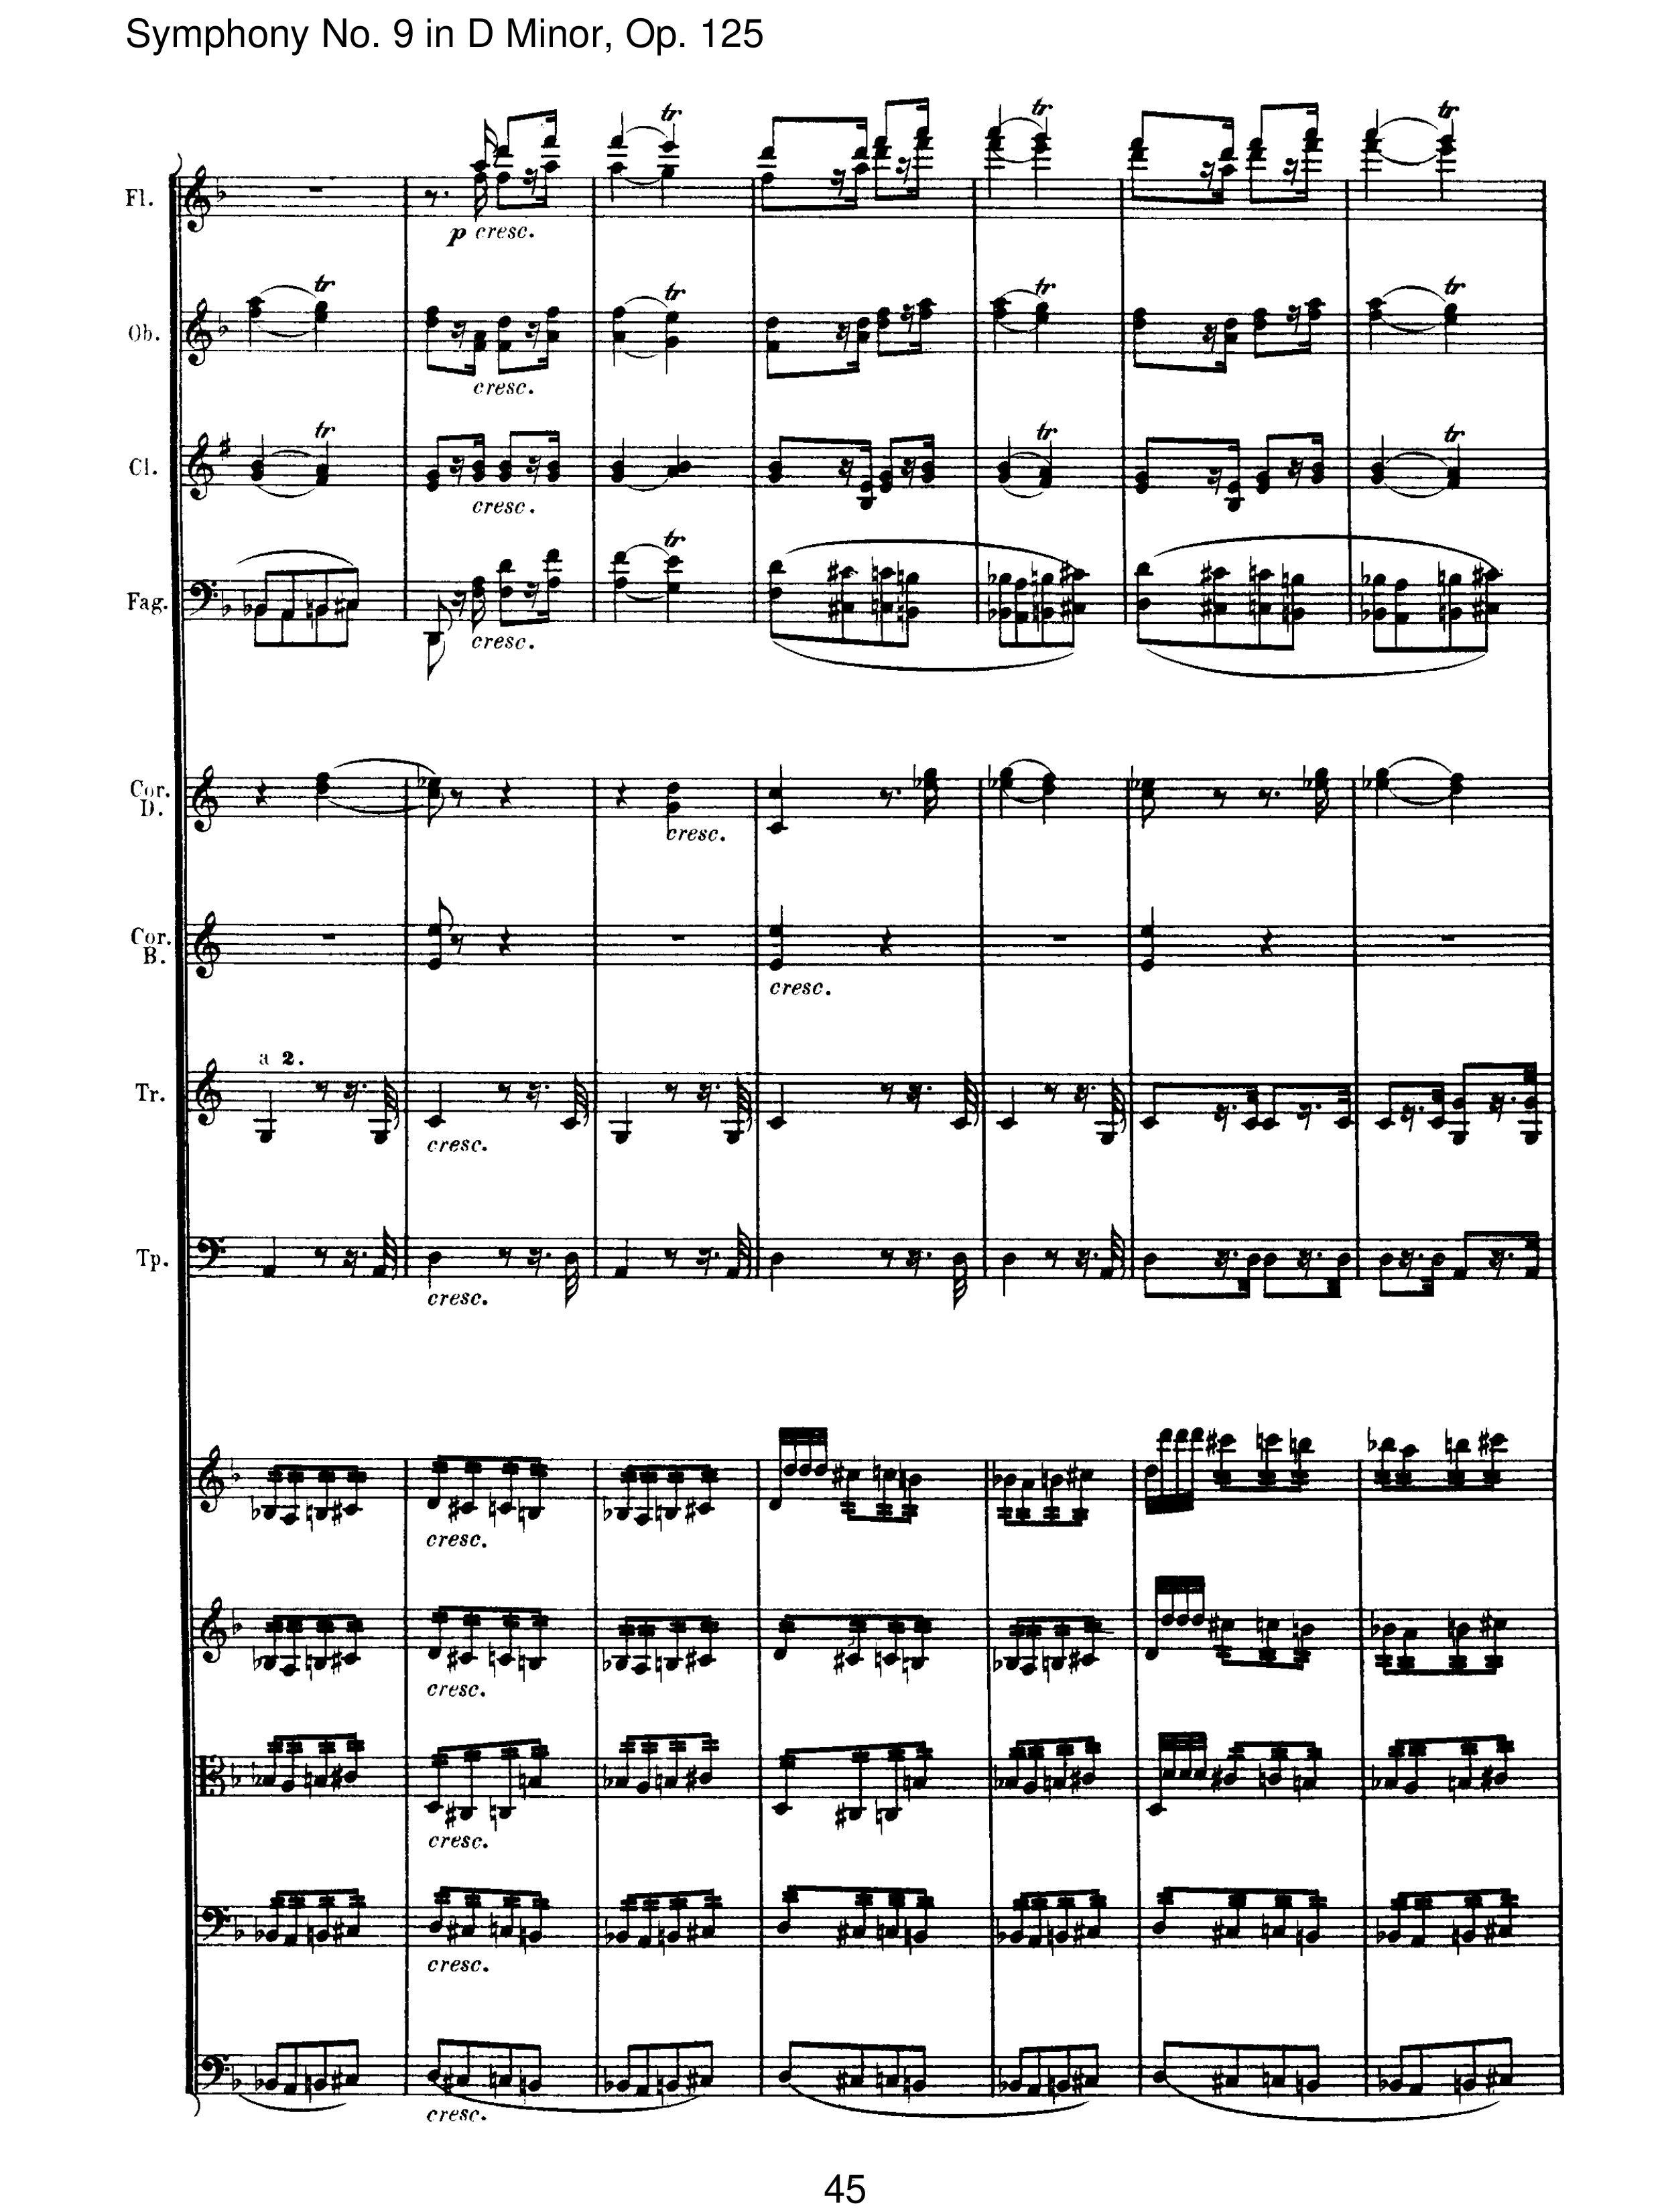 Symphony No. 9 in D Minor, Op. 125
tr tr tr
Fl.
p cresc.
tr tr tr tr
Ob.
cresc.
tr tr tr
Cl.
cresc.
tr
Fag.
cresc.
Cor.
D.
cresc.
Cor.
B.
cresc.
a 2.
Tr.
cresc.
Tp.
cresc.
cresc.
cresc.
cresc.
cresc.
cresc.
45